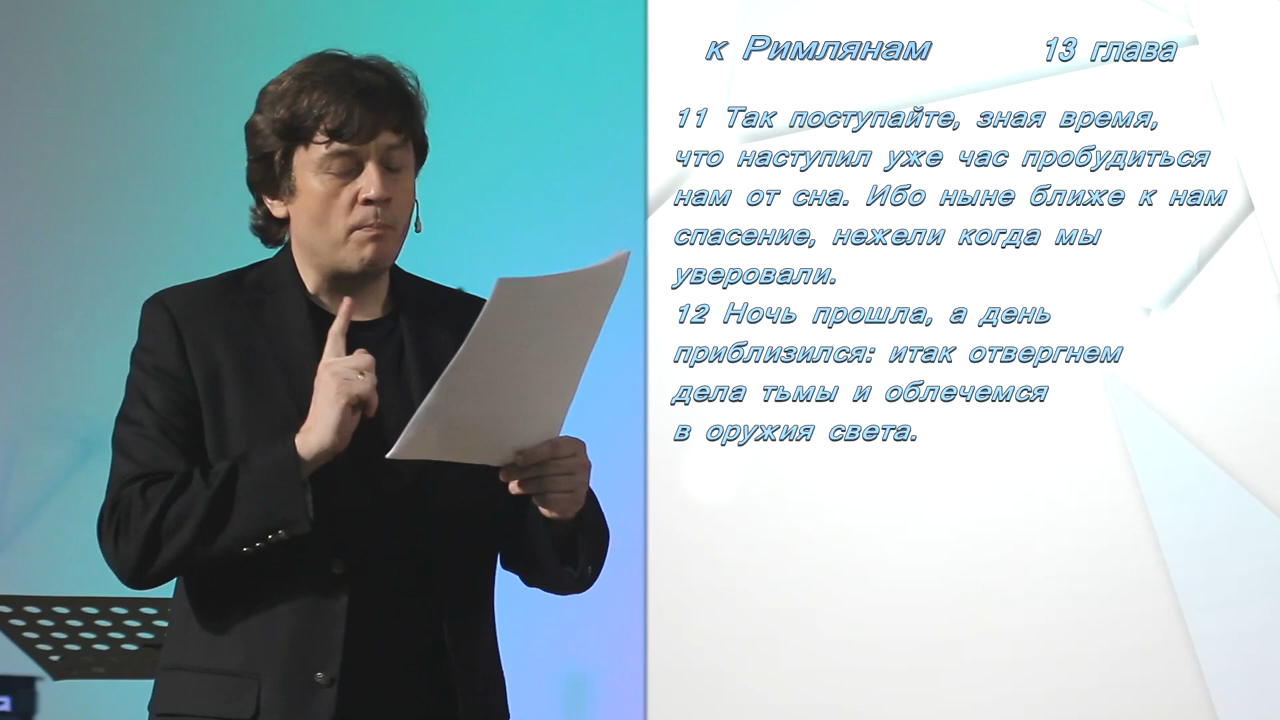 к Римлянам 13 глава
11 Так поступайте, зная время,
что наступил уже час пробудиться
нам от сна. Ибо ныне ближе к нам
спасение, нежели когда мы
уверовали.
12 Ночь прошла, а день
приблизился: итак отвергнем
дела тьмы и облечемся
в оружия света.